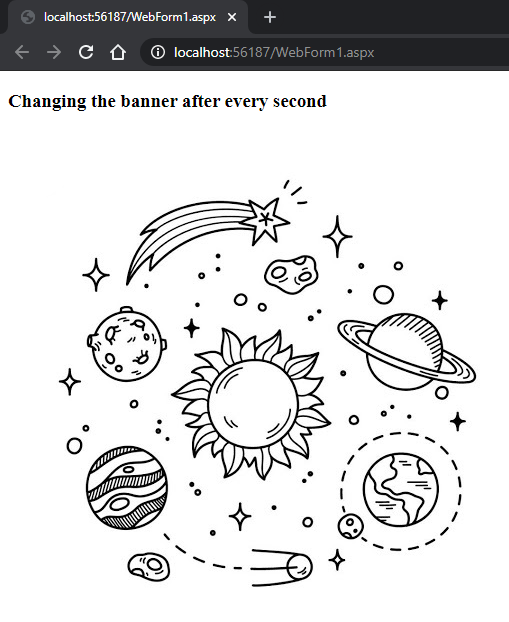 localhost:56187/WebForm1.aspx
localhost:56187/WebForm1.aspx
Changing the banner after every second